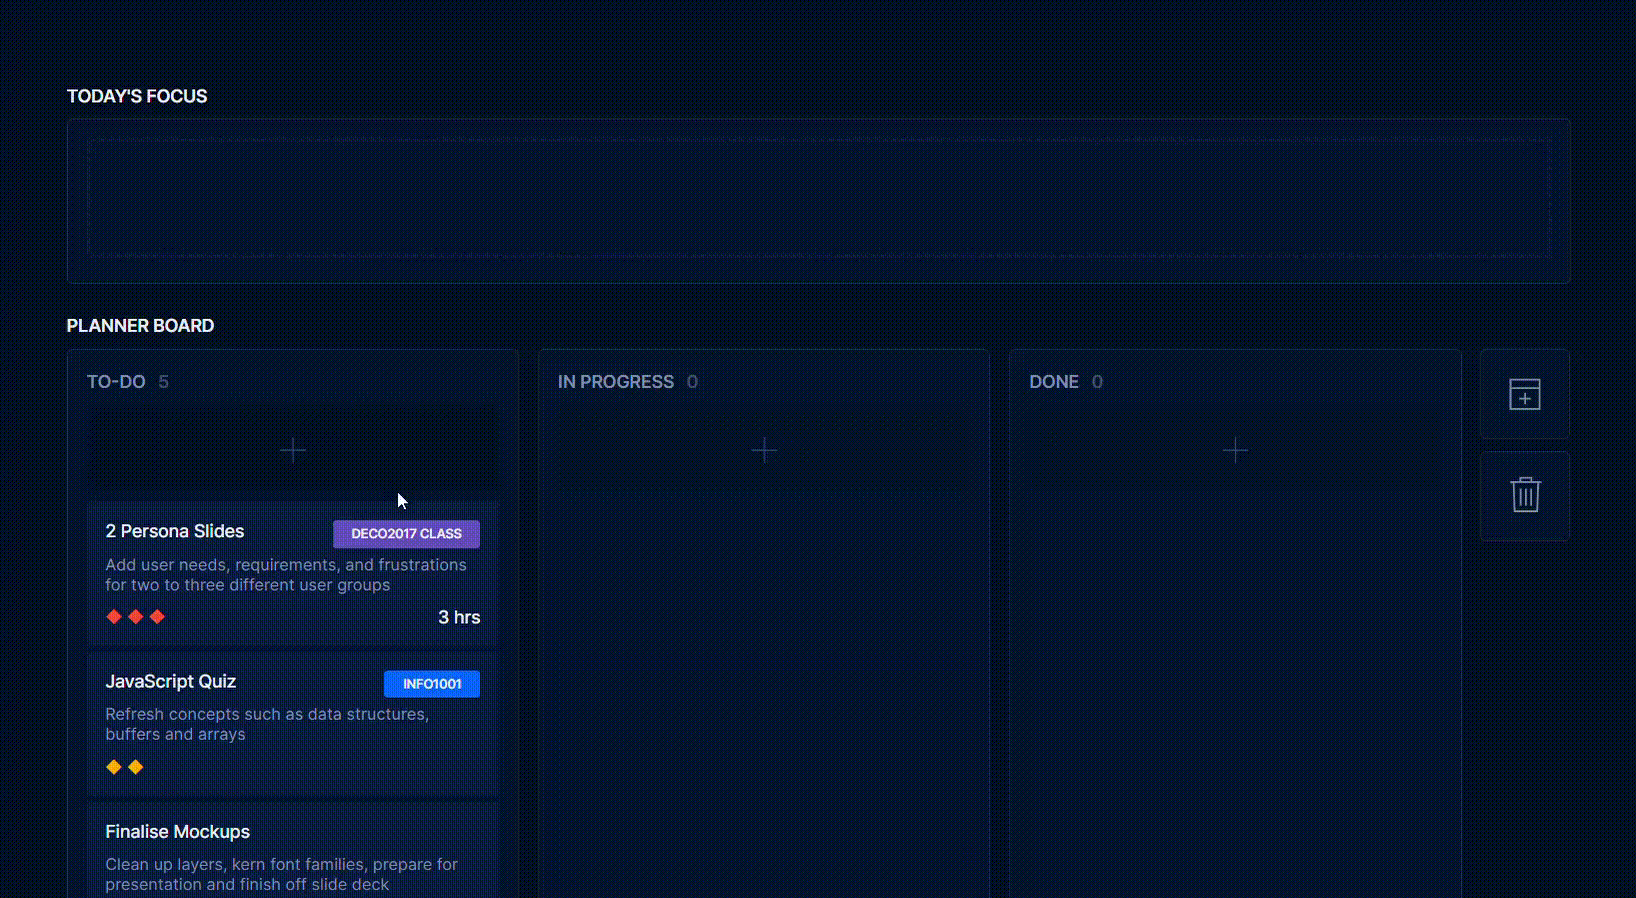 TODAY'S FOCUS
PLANNER BOARD
TO-DO 5
2 Persona Slides
DECO2017 CLASS
Add user needs, requirements, and frustrations
for two to three different user groups
3 hrs
JavaScript Quiz
INFO1001
Refresh concepts such as data structures,
buffers and arrays
Finalise Mockups
Clean up layers, kern font families, prepare for
presentation and finish off slide deck
IN PROGRESS 0
DONE 0